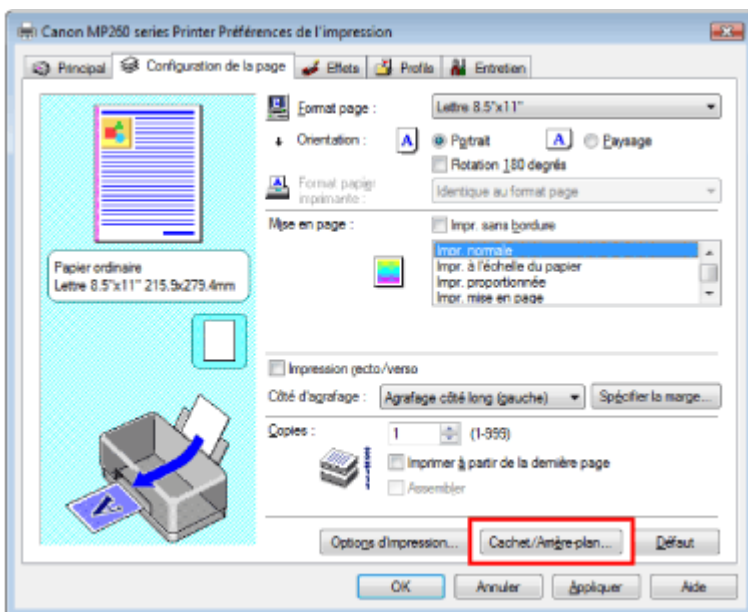 Canon MP260 series Printer Préférences de l'impression
Principal Configuration de la page Effets Profils Entretien
Format page : Lettre 8.5"x11"
Orientation : A Portrait A Paysage
Rotation 180 degrés
Format papier imprimante : Identique au format page
Mise en page : Impr. sans bordure
Impr. normale
Impr. à l'échelle du papier
Impr. proportionnée
Impr. mise en page
Papier ordinaire
Lettre 8.5"x11" 215.9x279.4mm
Impression recto/verso
Côté d'agrafage : Agrafage côté long (gauche) Spécifier la marge...
Copies : 1 (1-999)
Imprimer à partir de la dernière page
Assembler
Options d'impression... Cachet/Arrière-plan... Défaut
OK Annuler Appliquer Aide